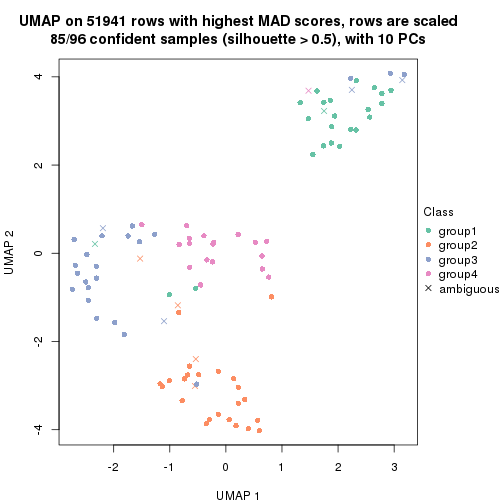 UMAP on 51941 rows with highest MAD scores, rows are scaled
85/96 confident samples (silhouette > 0.5), with 10 PCs
4
2
0
-2
-4
UMAP 2
-2
-1
0
1
2
3
UMAP 1
Class
group1
group2
group3
group4
ambiguous